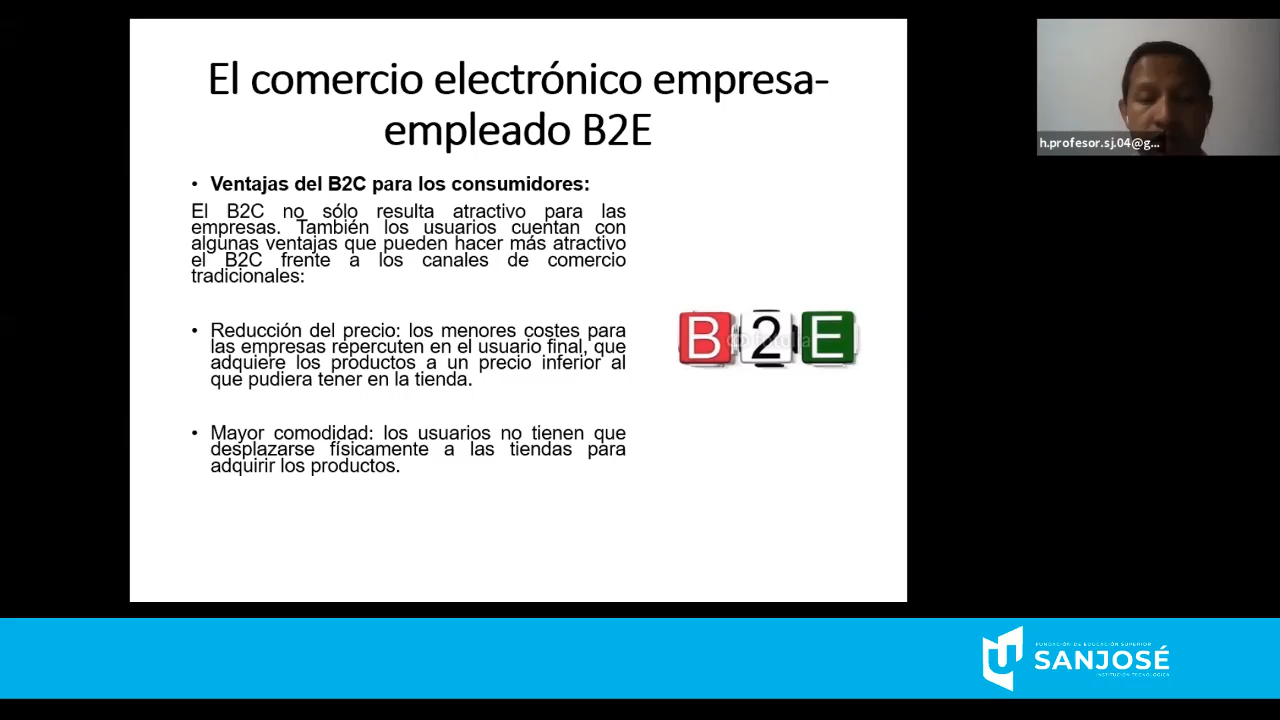 El comercio electrónico empresa-
empleado B2E
• Ventajas del B2C para los consumidores:
El B2C no sólo resulta atractivo para las
empresas. También los usuarios cuentan con
algunas ventajas que pueden hacer más atractivo
el B2C frente a los canales de comercio
tradicionales:
• Reducción del precio: los menores costes para
las empresas repercuten en el usuario final, que
adquiere los productos a un precio inferior al
que pudiera tener en la tienda.
• Mayor comodidad: los usuarios no tienen que
desplazarse físicamente a las tiendas para
adquirir los productos.
B2E
h.profesor.sj.04@g...
FUNDACIÓN DE EDUCACIÓN SUPERIOR
SANJOSÉ
INSTITUCIÓN TECNOLÓGICA